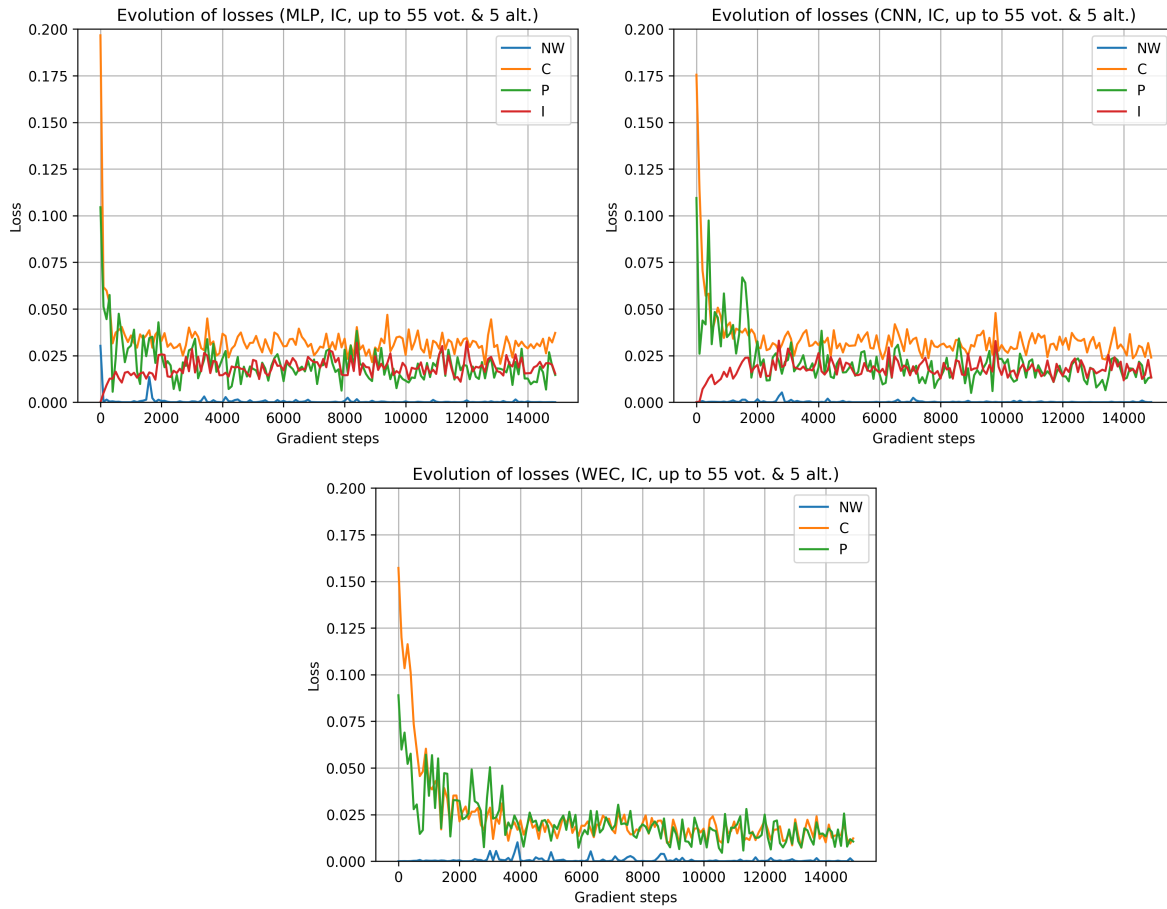 Evolution of losses (MLP, IC, up to 55 vot. & 5 alt.)
0.200
0.175
0.150
0.125
0.100
0.075
0.050
0.025
0.000
Loss
0
2000
4000
6000
8000
10000
12000
14000
Gradient steps
NW
C
P
I
Evolution of losses (CNN, IC, up to 55 vot. & 5 alt.)
0.200
0.175
0.150
0.125
0.100
0.075
0.050
0.025
0.000
Loss
0
2000
4000
6000
8000
10000
12000
14000
Gradient steps
NW
C
P
I
Evolution of losses (WEC, IC, up to 55 vot. & 5 alt.)
0.200
0.175
0.150
0.125
0.100
0.075
0.050
0.025
0.000
Loss
0
2000
4000
6000
8000
10000
12000
14000
Gradient steps
NW
C
P